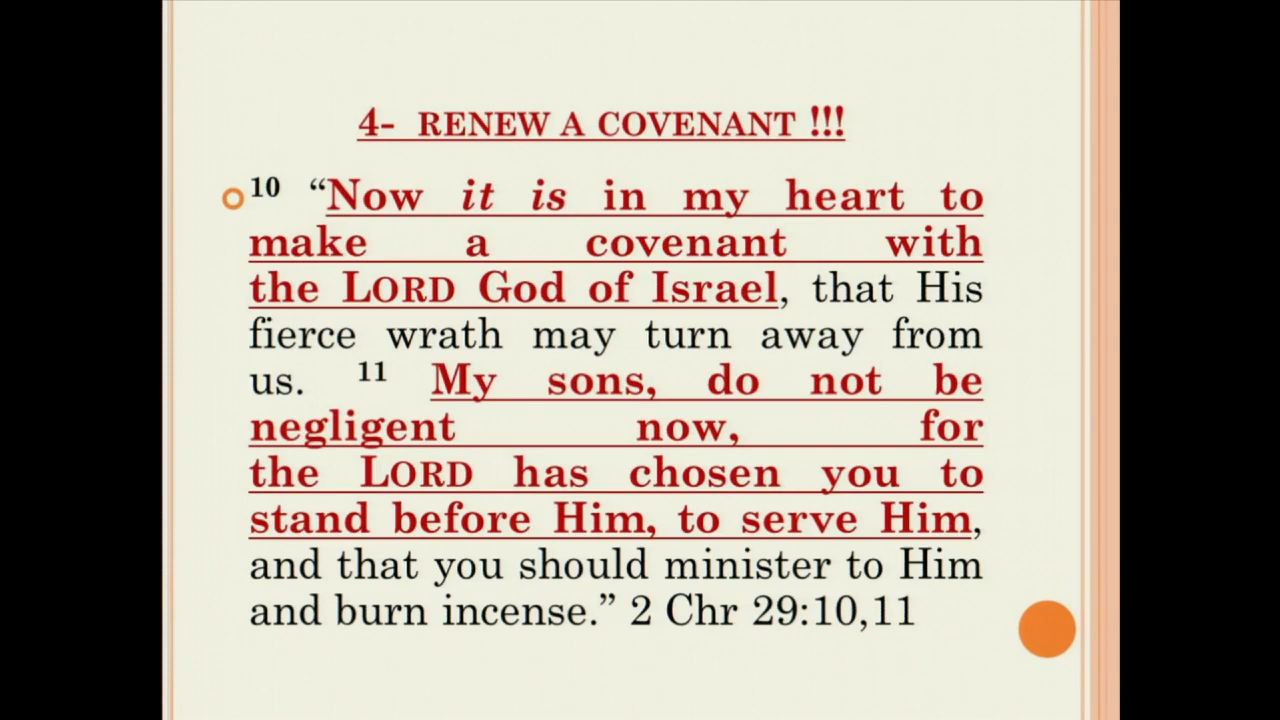 4- RENEW A COVENANT !!!
10 “Now it is in my heart to
make a covenant with
the LORD God of Israel, that His
fierce wrath may turn away from
us. 11 My sons, do not be
negligent now, for
the LORD has chosen you to
stand before Him, to serve Him,
and that you should minister to Him
and burn incense.” 2 Chr 29:10,11